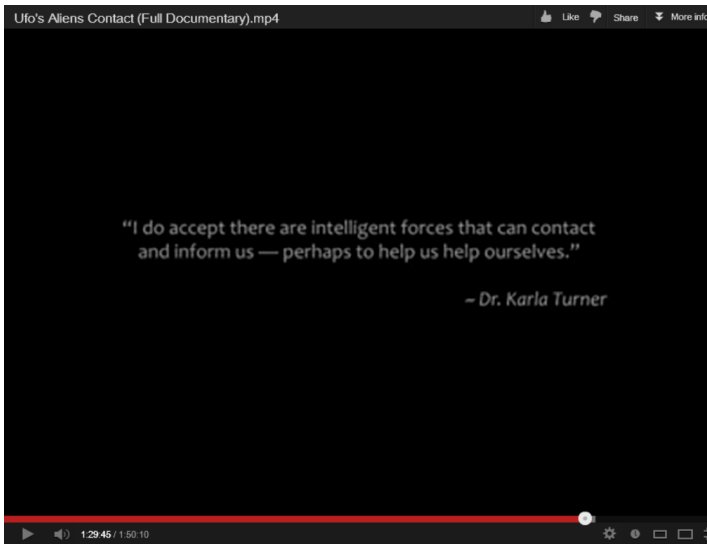 Ufo's Aliens Contact (Full Documentary).mp4
Like
Share
More info
“I do accept there are intelligent forces that can contact
and inform us — perhaps to help us help ourselves.”
~ Dr. Karla Turner
1:29:45 / 1:50:10